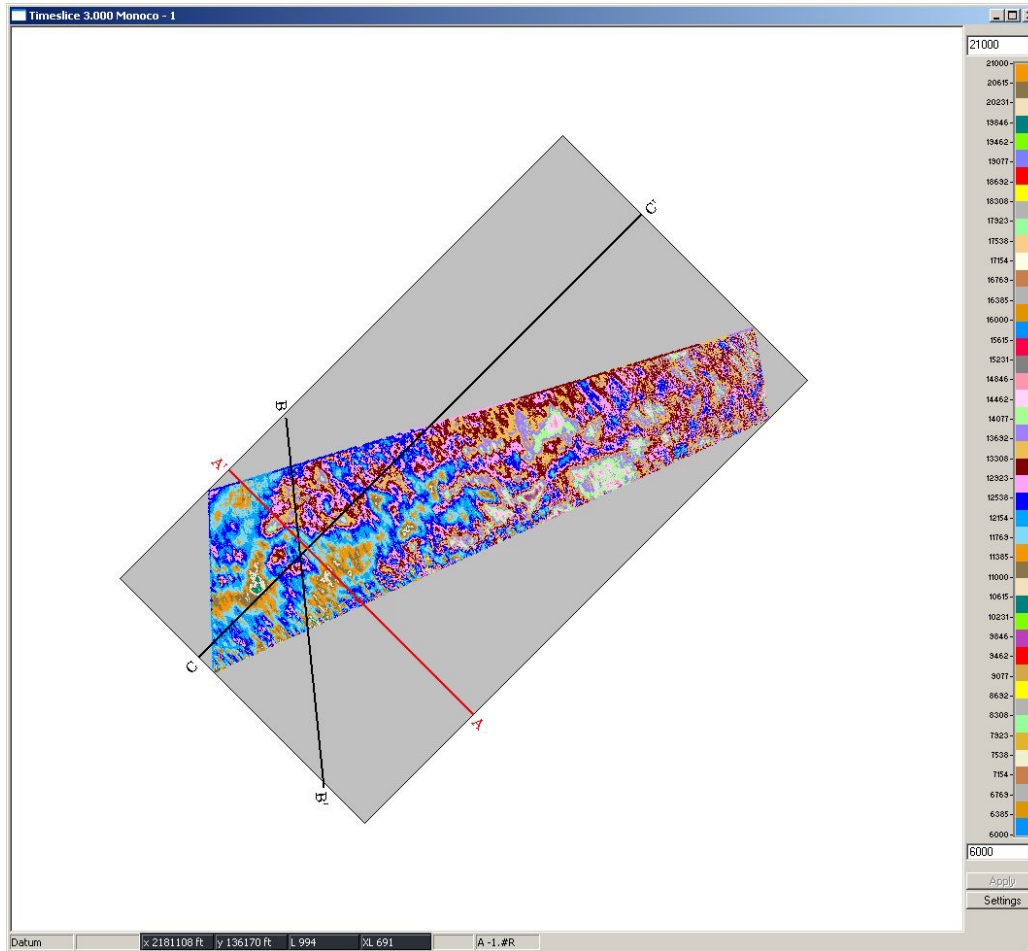 Timeslice 3.000 Monoco - 1
21000
21000
20615
20231
19846
19462
19077
18692
18308
17923
17538
17154
16769
16385
16000
15615
15231
14846
14462
14077
13692
13308
12923
12538
12154
11769
11385
11000
10615
10231
9846
9462
9077
8692
8308
7923
7538
7154
6769
6385
6000
6000
Apply
Settings
C'
B
A'
C
A
B'
Datum
x 2181108 ft
y 136170 ft
L 994
XL 691
A -1.#R